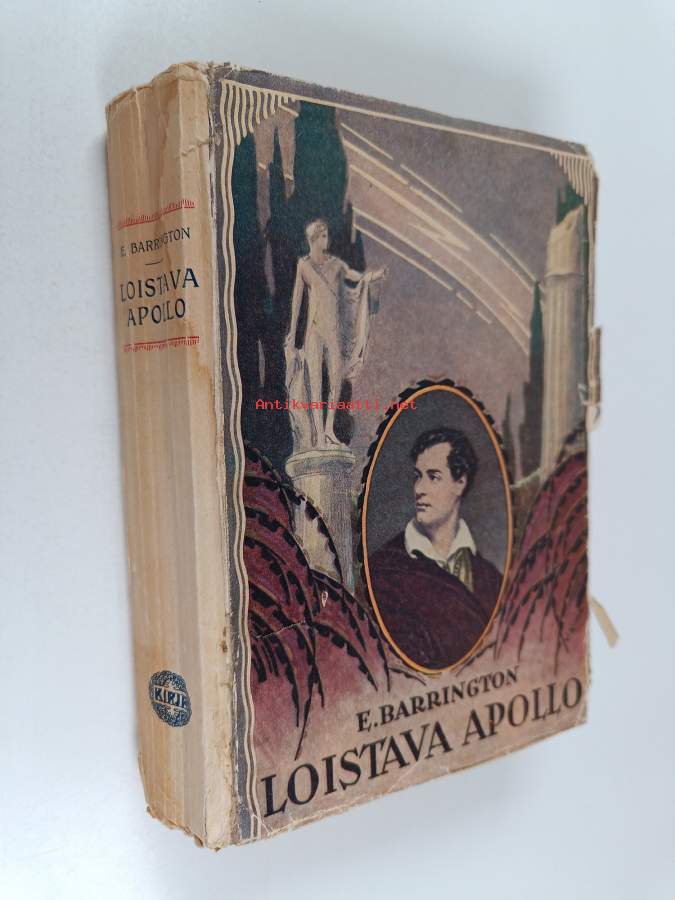 E. BARRINGTON
LOISTAVA
APOLLO
KIRJA
Antikvariaatti.net
E. BARRINGTON
LOISTAVA APOLLO